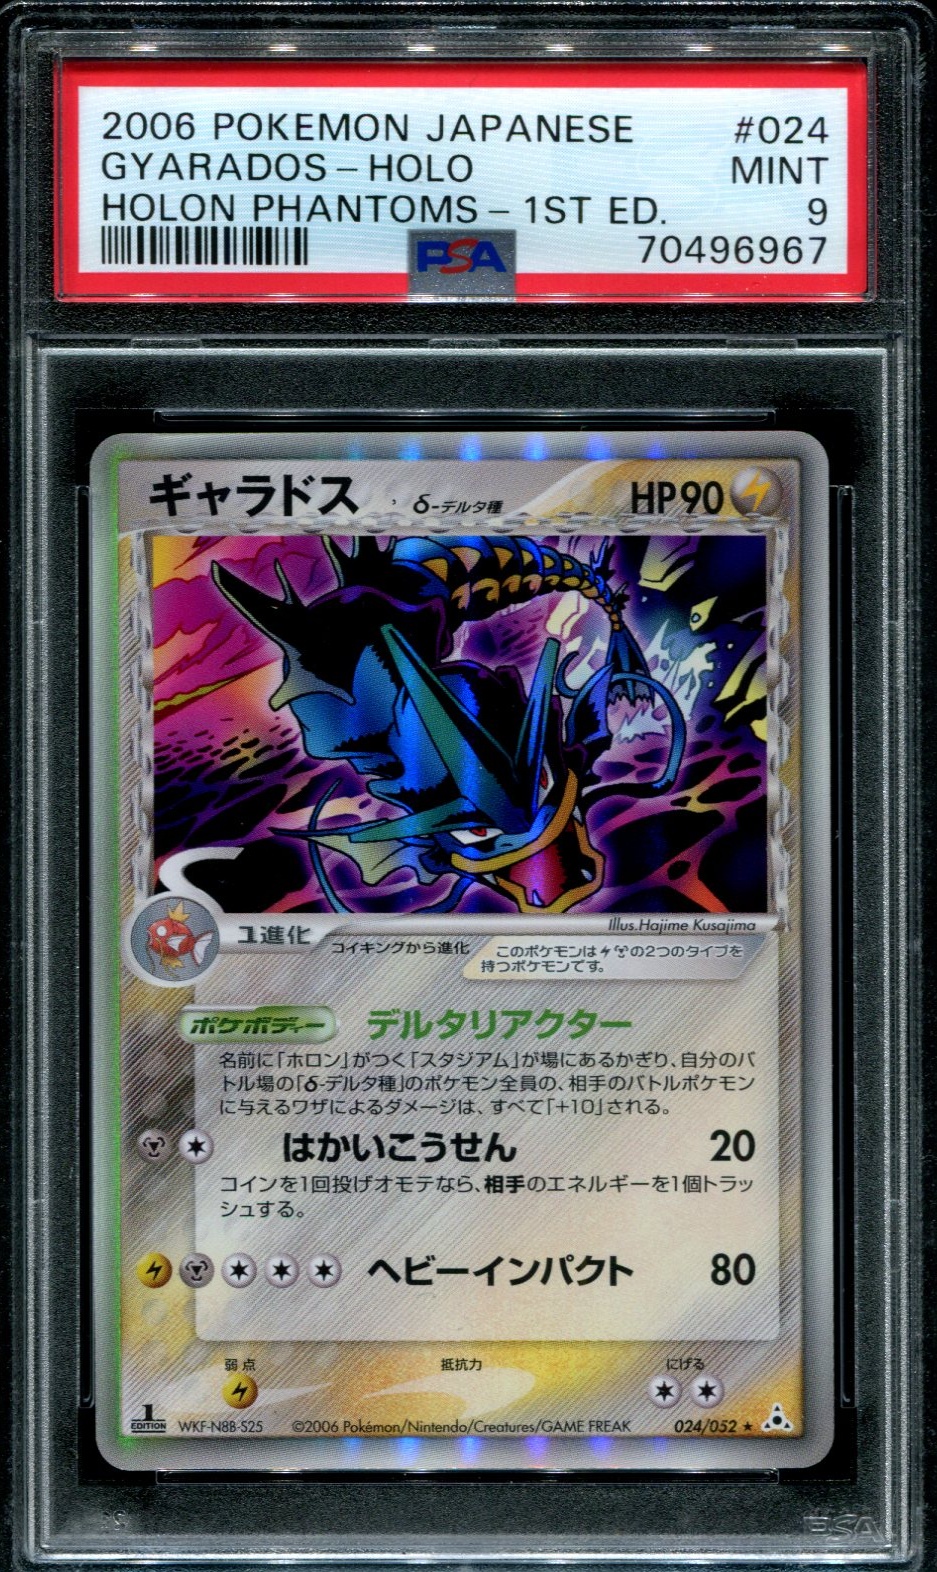 2006 POKEMON JAPANESE #024
GYARADOS - HOLO MINT
HOLON PHANTOMS - 1ST ED. 9
PSA 70496967
ギャラドス δ-デルタ種 HP90
Illus.Hajime Kusajima
1進化 コイキングから進化
このポケモンは の2つのタイプを
持つポケモンです。
ポケボディー デルタリアクター
名前に「ホロン」がつく「スタジアム」が場にあるかぎり、自分のバ
トル場の「δ-デルタ種」のポケモン全員の、相手のバトルポケモン
に与えるワザによるダメージは、すべて「+10」される。
はかいこうせん 20
コインを1回投げオモテなら、相手のエネルギーを1個トラッ
シュする。
ヘビーインパクト 80
弱点 抵抗力 にげる
1 EDITION WKF-N8B-S25 ©2006 Pokémon/Nintendo/Creatures/GAME FREAK 024/052 ★
PSA